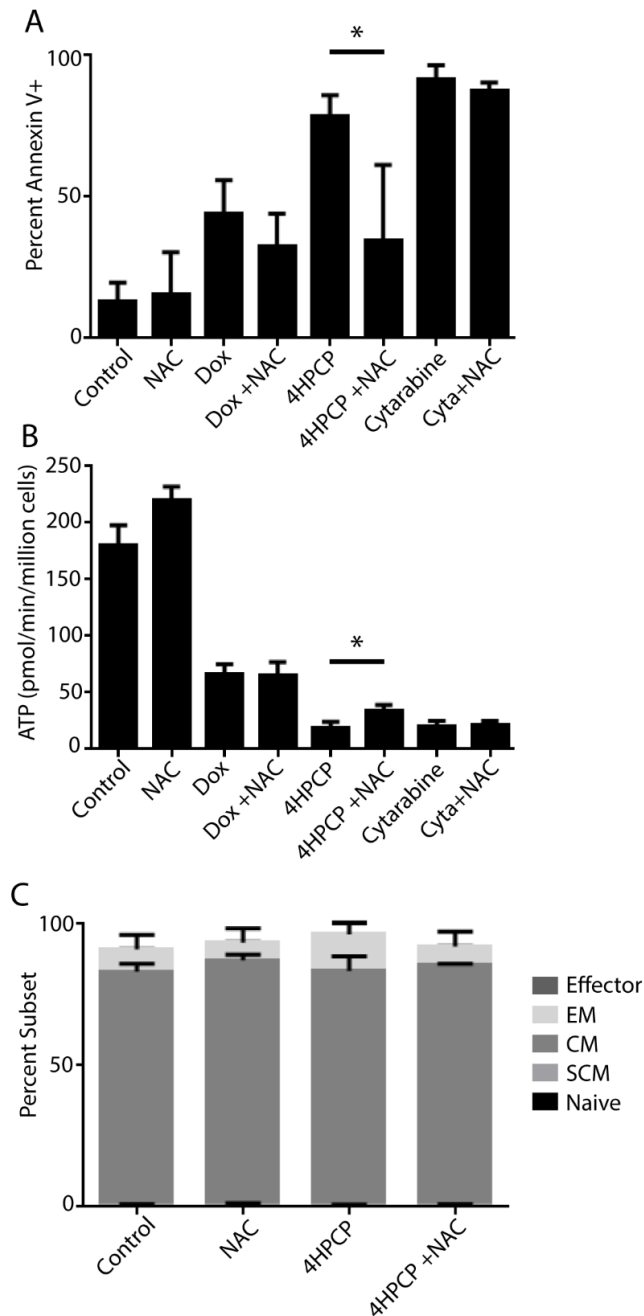 A
*
Percent Annexin V+
100
50
0
Control
NAC
Dox
Dox +NAC
4HPCP
4HPCP +NAC
Cytarabine
Cyta+NAC
B
ATP (pmol/min/million cells)
250
200
150
100
50
0
*
Control
NAC
Dox
Dox +NAC
4HPCP
4HPCP +NAC
Cytarabine
Cyta+NAC
C
Percent Subset
100
50
0
Control
NAC
4HPCP
4HPCP +NAC
Effector
EM
CM
SCM
Naive